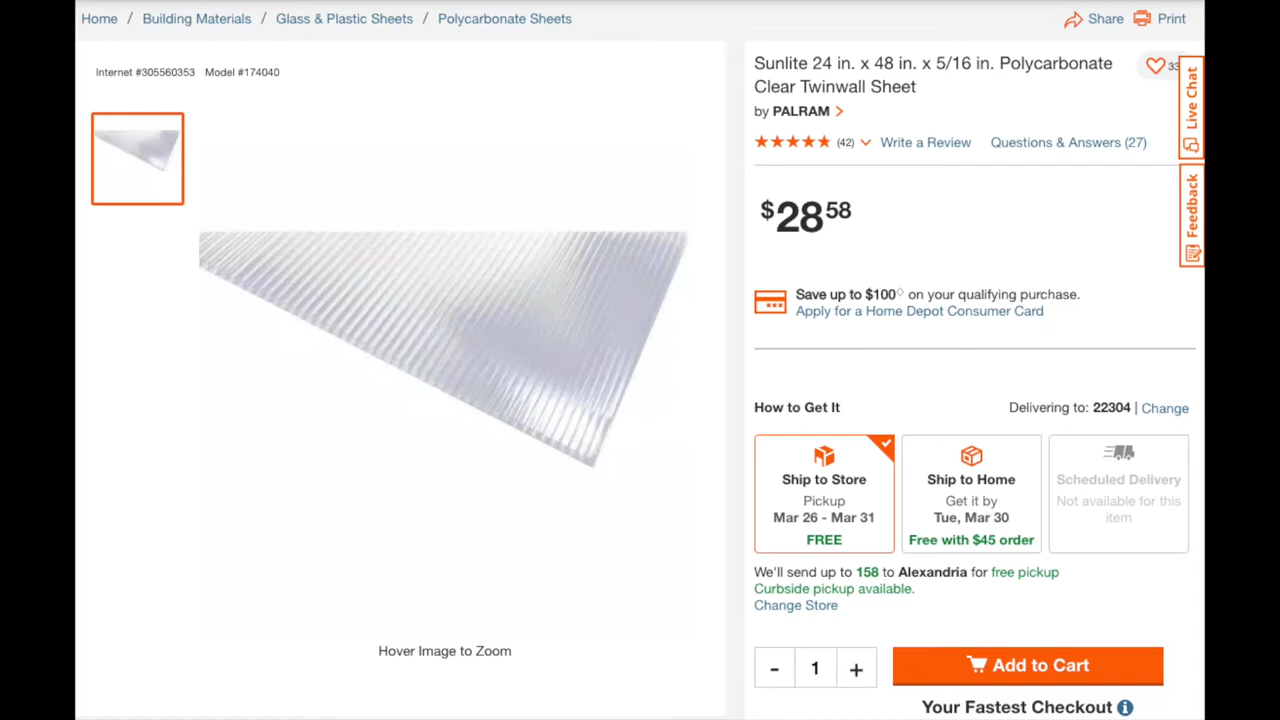 Home / Building Materials / Glass & Plastic Sheets / Polycarbonate Sheets
Share Print
Internet #305560353 Model #174040
Sunlite 24 in. x 48 in. x 5/16 in. Polycarbonate
Clear Twinwall Sheet
by PALRAM
(42) Write a Review Questions & Answers (27)
$28 58
Save up to $100◊ on your qualifying purchase.
Apply for a Home Depot Consumer Card
How to Get It
Delivering to: 22304 | Change
Ship to Store
Pickup
Mar 26 - Mar 31
FREE
Ship to Home
Get it by
Tue, Mar 30
Free with $45 order
Scheduled Delivery
Not available for this
item
We'll send up to 158 to Alexandria for free pickup
Curbside pickup available.
Change Store
- 1 +
Add to Cart
Your Fastest Checkout
Hover Image to Zoom
Live Chat
Feedback